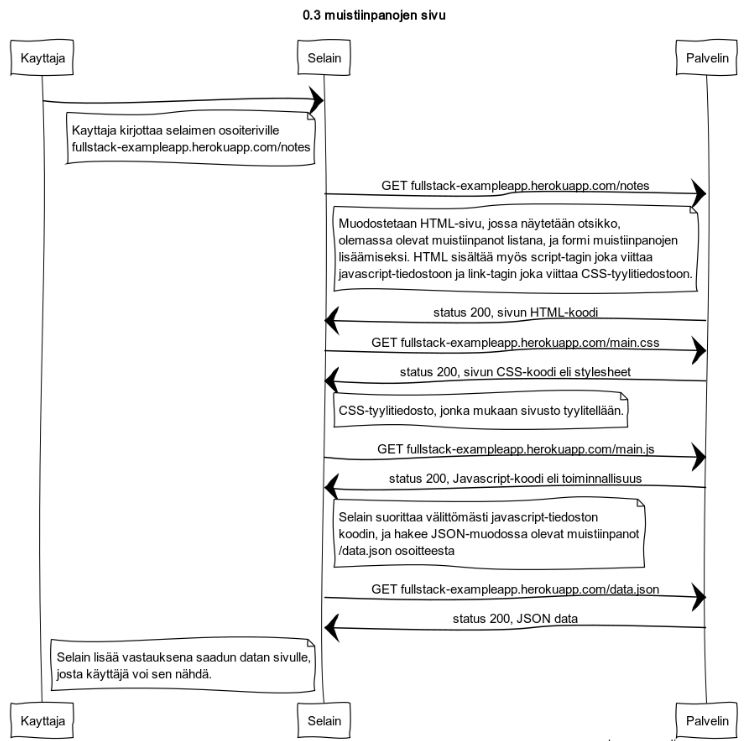 0.3 muistiinpanojen sivu
Kayttaja
Selain
Palvelin
Kayttaja kirjottaa selaimen osoiteriville
fullstack-exampleapp.herokuapp.com/notes
GET fullstack-exampleapp.herokuapp.com/notes
Muodostetaan HTML-sivu, jossa näytetään otsikko,
olemassa olevat muistiinpanot listana, ja formi muistiinpanojen
lisäämiseksi. HTML sisältää myös script-tagin joka viittaa
javascript-tiedostoon ja link-tagin joka viittaa CSS-tyylitiedostoon.
status 200, sivun HTML-koodi
GET fullstack-exampleapp.herokuapp.com/main.css
status 200, sivun CSS-koodi eli stylesheet
CSS-tyylitiedosto, jonka mukaan sivusto tyylitellään.
GET fullstack-exampleapp.herokuapp.com/main.js
status 200, Javascript-koodi eli toiminnallisuus
Selain suorittaa välittömästi javascript-tiedoston
koodin, ja hakee JSON-muodossa olevat muistiinpanot
/data.json osoitteesta
GET fullstack-exampleapp.herokuapp.com/data.json
status 200, JSON data
Selain lisää vastauksena saadun datan sivulle,
josta käyttäjä voi sen nähdä.
Kayttaja
Selain
Palvelin